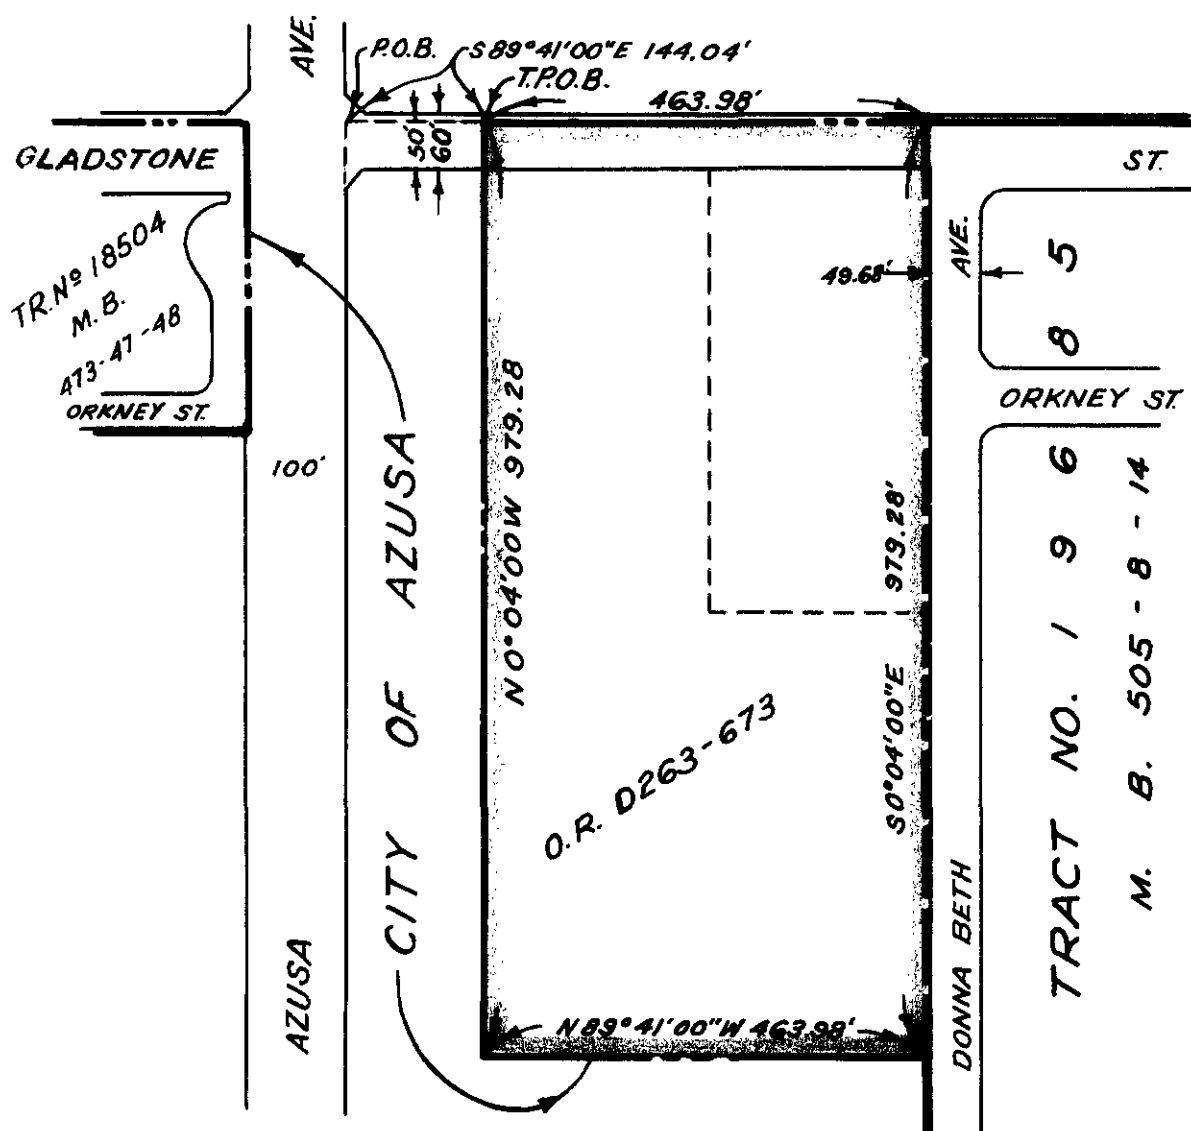 AVE.
P.O.B.
S 89°41'00"E 144.04'
T.P.O.B.
463.98'
50'
60'
GLADSTONE
ST.
TR. Nº 18504
M. B.
473-47-48
ORKNEY ST.
100'
AVE.
49.68'
ORKNEY ST.
CITY OF AZUSA
N 0°04'00W 979.28
979.28'
S0°04'00"E
O.R. D263-673
N 89°41'00"W 463.98'
AZUSA
DONNA BETH
TRACT NO. 1 9 6 8 5
M. B. 505 - 8 - 14